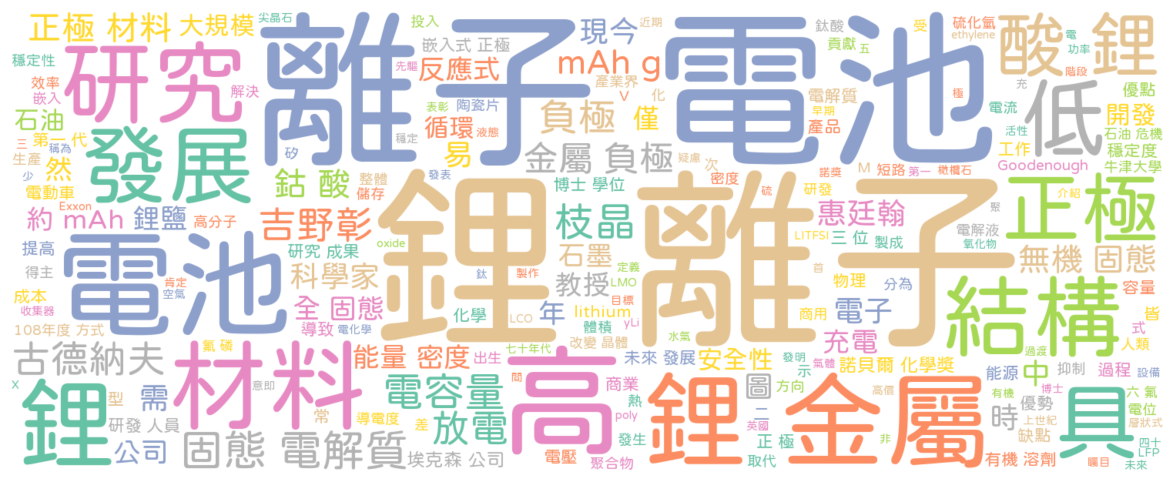 正極 材料
大規模
尖晶石
離子
電池
現今
投入
近期
鈦酸
受
硫化氫
ethylene
電
功率
酸 鋰
穩定性
效率
嵌入
研究
解決
先驅
嵌入式 正極
反應式
mAh g
產業界
貢獻
五
階段
優點
石油
第一 代
三
稱為
生產
然
少
電動車
發展
矽
穩定
表彰
陶瓷片
循環
液態
易
負極
V
化
僅
電解質
早期
產品
極
電流
活性
低
開發
石油 危機
工作
穩定度
Goodenough
牛津大學
金屬 負極
疑慮
次
諾獎
M
短路
第一
橄欖石
鈷 酸
整體
儲存
發表
博士 學位
密度
研發
硫
介紹
聚
正極
Exxon
約 mAh
鋰鹽
高分子
吉野彰
鋰
離子
枝晶
惠廷翰
LITFSI
電解液
氧化物
三 位
製成
提高
電池
研究 成果
oxide
石墨
無機 固態
得主
肯定
空氣
科學家
鈦
製作
教授
定義
LMO
首
物理
分為
容量
成本
收集器
全 固態
年
lithium
目標
商用
電子
結構
皆
108年度
方式
導致
電化學
化學
LCO
體積
yLi
改變 晶體
水氣
充電
式
人類
古德納夫
氟 磷
材料
能量 密度
出生
七十年代
未來 發展
安全性
發明
示
氣體
諾貝爾 化學獎
能源
過渡
中
抑制
過程
設備
x
鋰
型
需
意即
常
電容量
高
間
商業
熱
鋰
圖
方向
高價
金屬
有機
時
博士
優勢
上世紀
六 氟
電位
層狀式
具
研發 人員
導電度
差
放電
poly
發生
二
英國
正 極
非
缺點
四十
LFP
公司
固態 電解質
埃克森 公司
電壓
聚合物
取代
有機 溶劑
矚目
未來
充